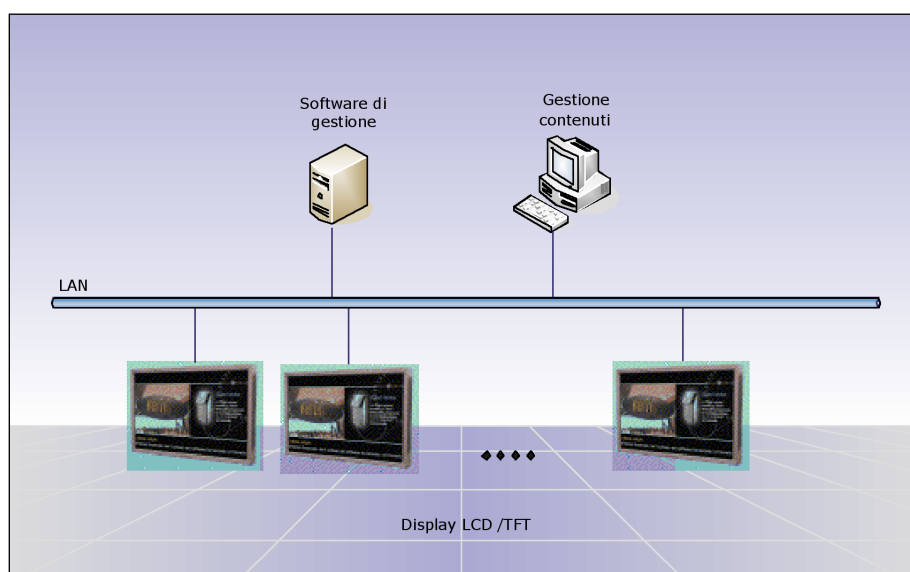 Software di
gestione
Gestione
contenuti
LAN
Display LCD /TFT